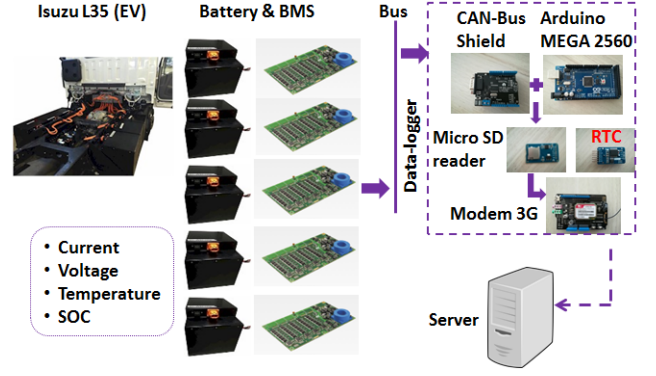 Isuzu L35 (EV)
Battery & BMS
Bus
CAN-Bus
Shield
Arduino
MEGA 2560
Data-logger
Micro SD
reader
RTC
Modem 3G
• Current
• Voltage
• Temperature
• SOC
Server